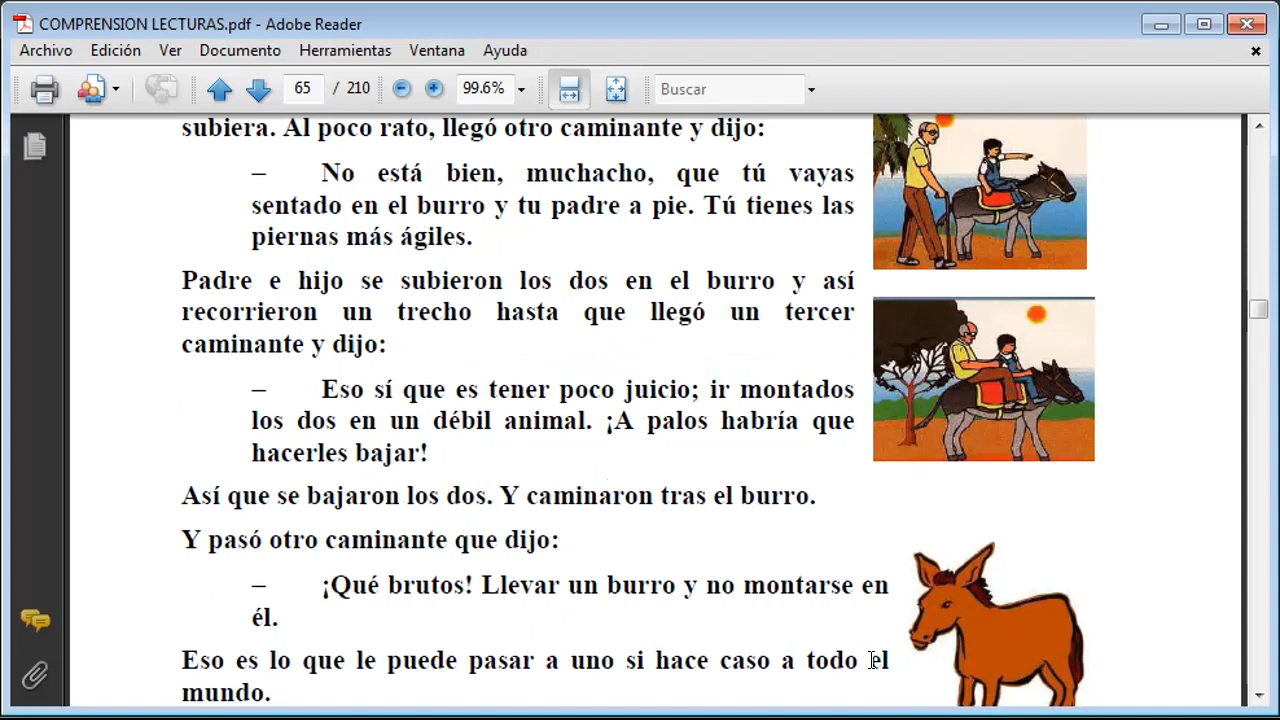 COMPRENSION LECTURAS.pdf - Adobe Reader
Archivo Edición Ver Documento Herramientas Ventana Ayuda
65 / 210 99.6% Buscar
subiera. Al poco rato, llegó otro caminante y dijo:
– No está bien, muchacho, que tú vayas
sentado en el burro y tu padre a pie. Tú tienes las
piernas más ágiles.
Padre e hijo se subieron los dos en el burro y así
recorrieron un trecho hasta que llegó un tercer
caminante y dijo:
– Eso sí que es tener poco juicio; ir montados
los dos en un débil animal. ¡A palos habría que
hacerles bajar!
Así que se bajaron los dos. Y caminaron tras el burro.
Y pasó otro caminante que dijo:
– ¡Qué brutos! Llevar un burro y no montarse en
él.
Eso es lo que le puede pasar a uno si hace caso a todo el
mundo.